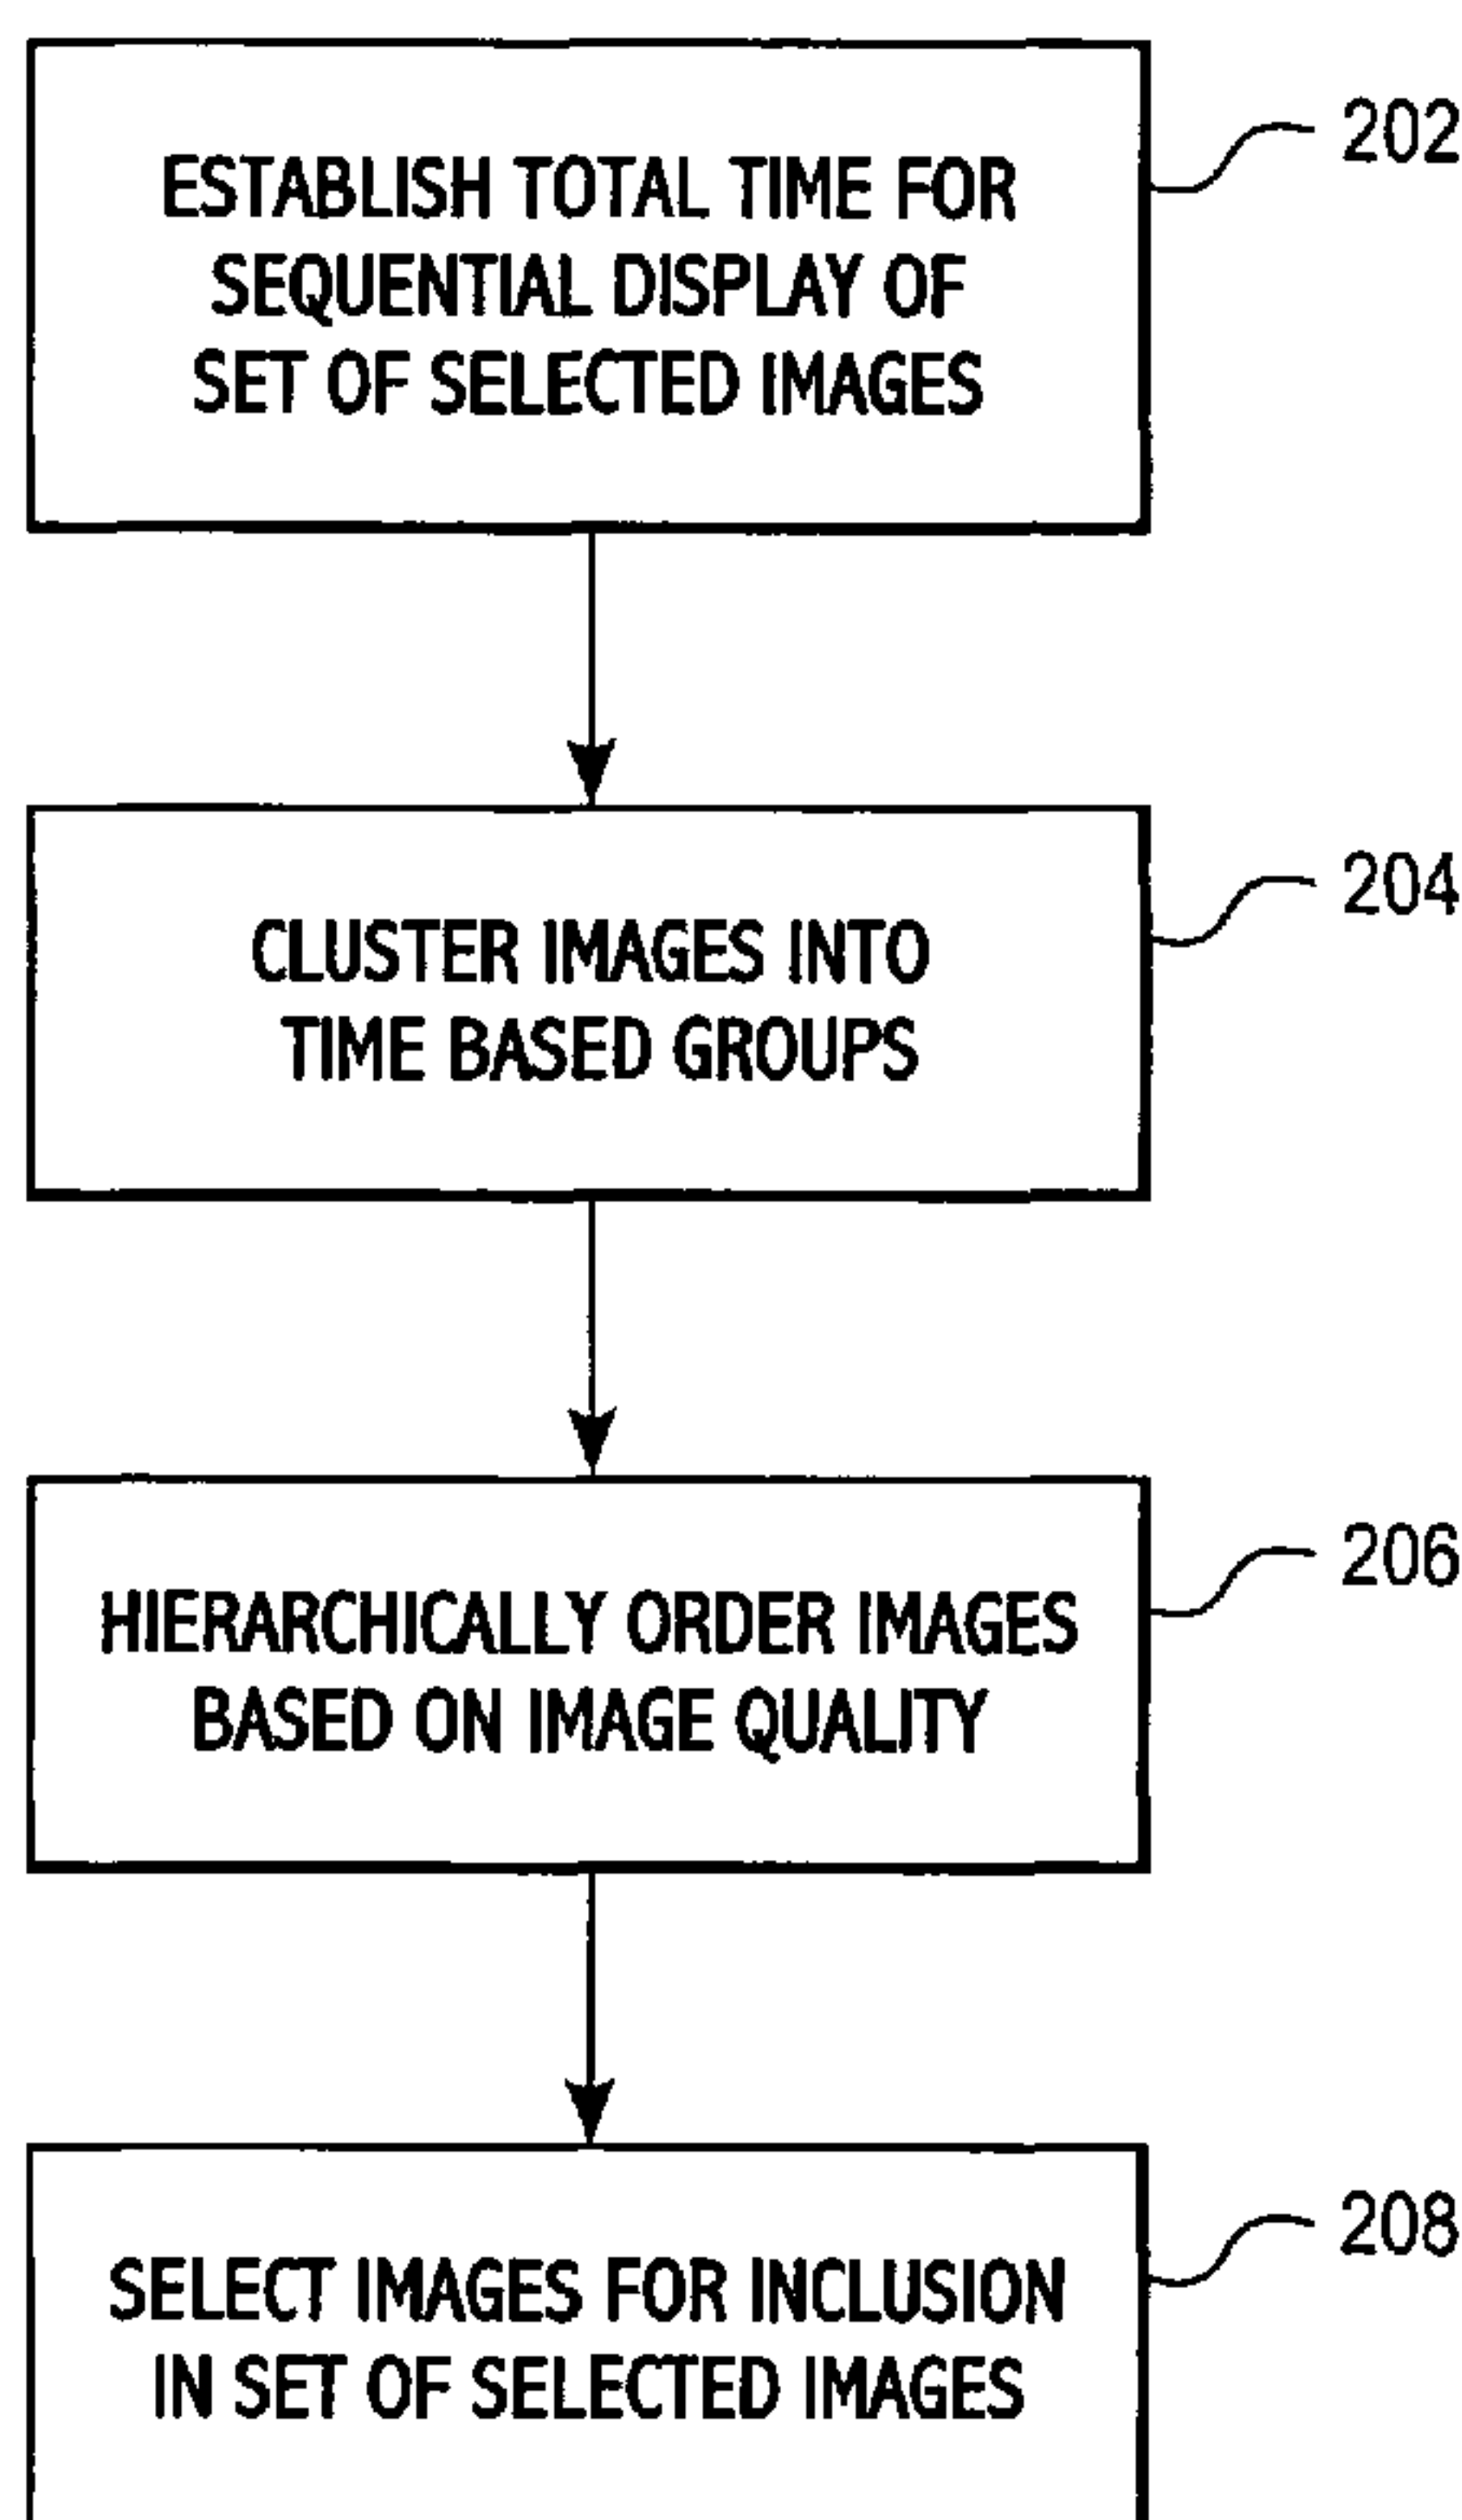 202
ESTABLISH TOTAL TIME FOR
SEQUENTIAL DISPLAY OF
SET OF SELECTED IMAGES
204
CLUSTER IMAGES INTO
TIME BASED GROUPS
206
HIERARCHICALLY ORDER IMAGES
BASED ON IMAGE QUALITY
208
SELECT IMAGES FOR INCLUSION
IN SET OF SELECTED IMAGES